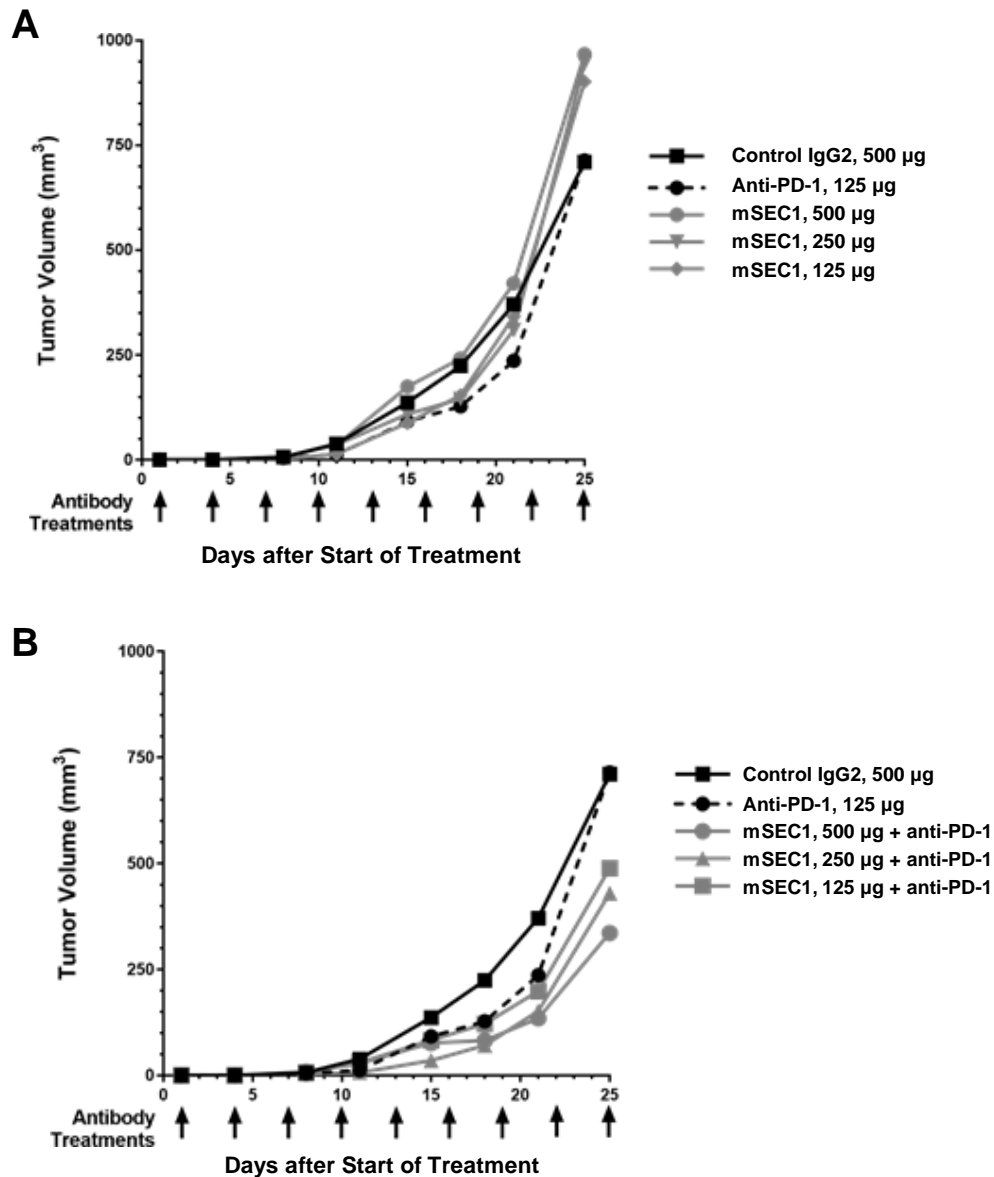 A
1000
750
500
250
0
Tumor Volume (mm³)
0 5 10 15 20 25
Antibody
Treatments
Days after Start of Treatment
Control IgG2, 500 µg
Anti-PD-1, 125 µg
mSEC1, 500 µg
mSEC1, 250 µg
mSEC1, 125 µg
B
1000
750
500
250
0
Tumor Volume (mm³)
0 5 10 15 20 25
Antibody
Treatments
Days after Start of Treatment
Control IgG2, 500 µg
Anti-PD-1, 125 µg
mSEC1, 500 µg + anti-PD-1
mSEC1, 250 µg + anti-PD-1
mSEC1, 125 µg + anti-PD-1